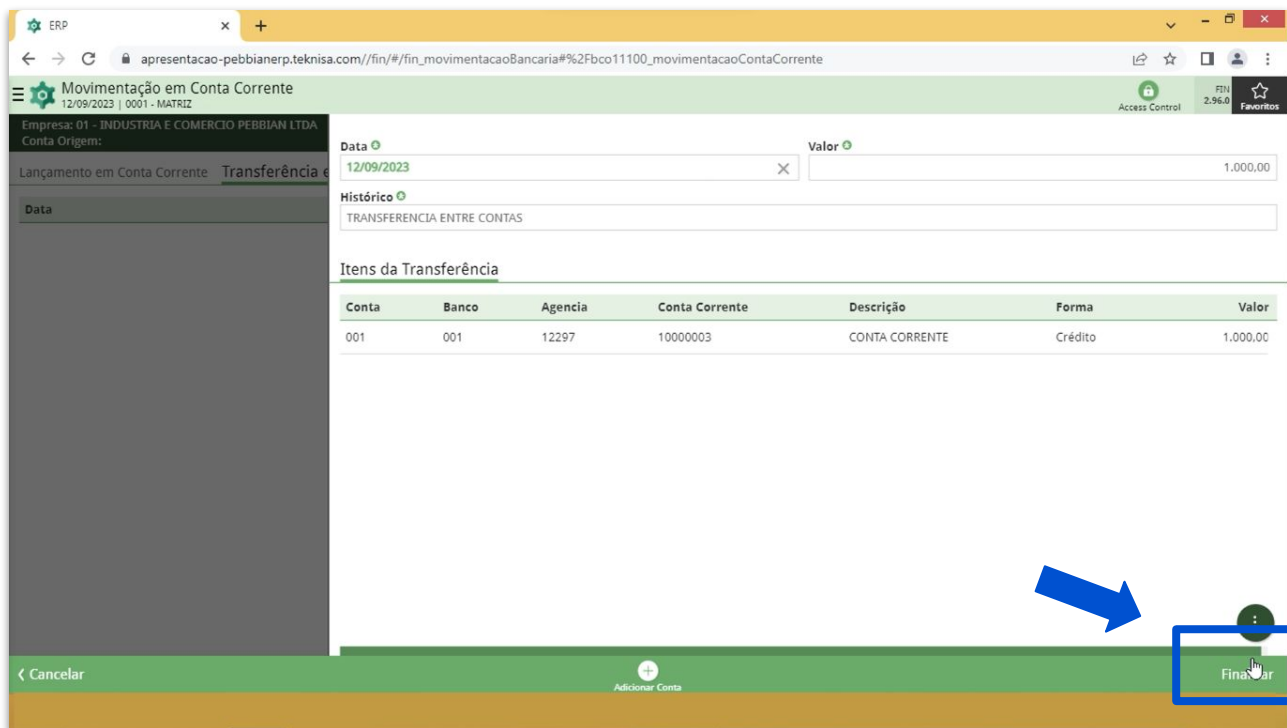 ERP
apresentacao-pebbianerp.teknisa.com//fin/#/fin_movimentacaoBancaria#%2Fbco11100_movimentacaoContaCorrente
Movimentação em Conta Corrente
12/09/2023 | 0001 - MATRIZ
Access Control
FIN
2.96.0
Favoritos
Empresa: 01 - INDUSTRIA E COMERCIO PEBBIAN LTDA
Conta Origem:
Lançamento em Conta Corrente Transferência e
Data
Data Valor
12/09/2023 1.000,00
Histórico
TRANSFERENCIA ENTRE CONTAS
Itens da Transferência
Conta Banco Agencia Conta Corrente Descrição Forma Valor
001 001 12297 10000003 CONTA CORRENTE Crédito 1.000,00
Cancelar
Adicionar Conta